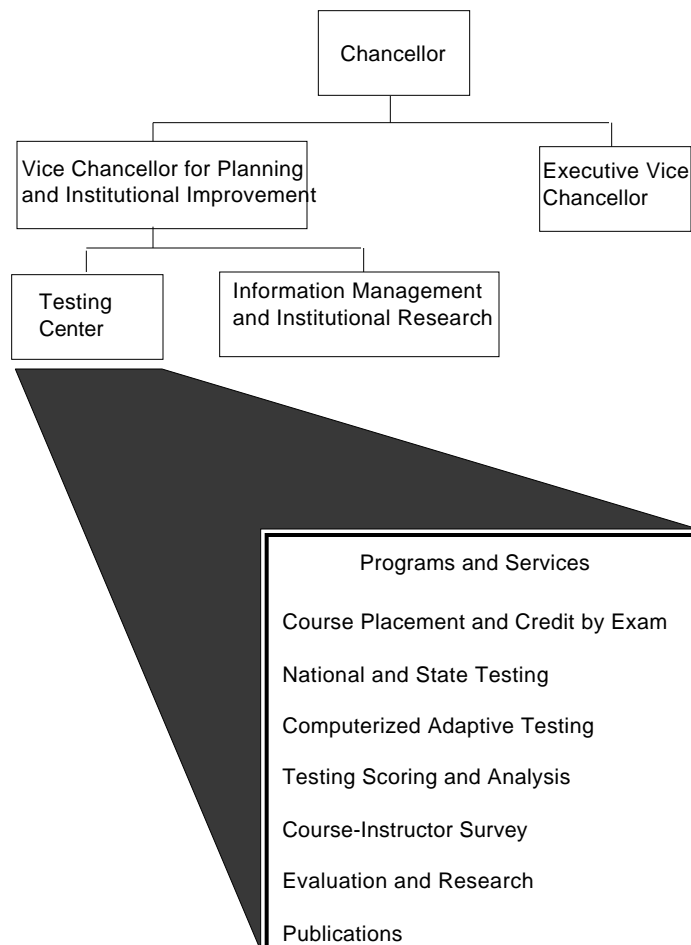 Chancellor
Vice Chancellor for Planning
and Institutional Improvement
Executive Vice
Chancellor
Testing
Center
Information Management
and Institutional Research
Programs and Services
Course Placement and Credit by Exam
National and State Testing
Computerized Adaptive Testing
Testing Scoring and Analysis
Course-Instructor Survey
Evaluation and Research
Publications